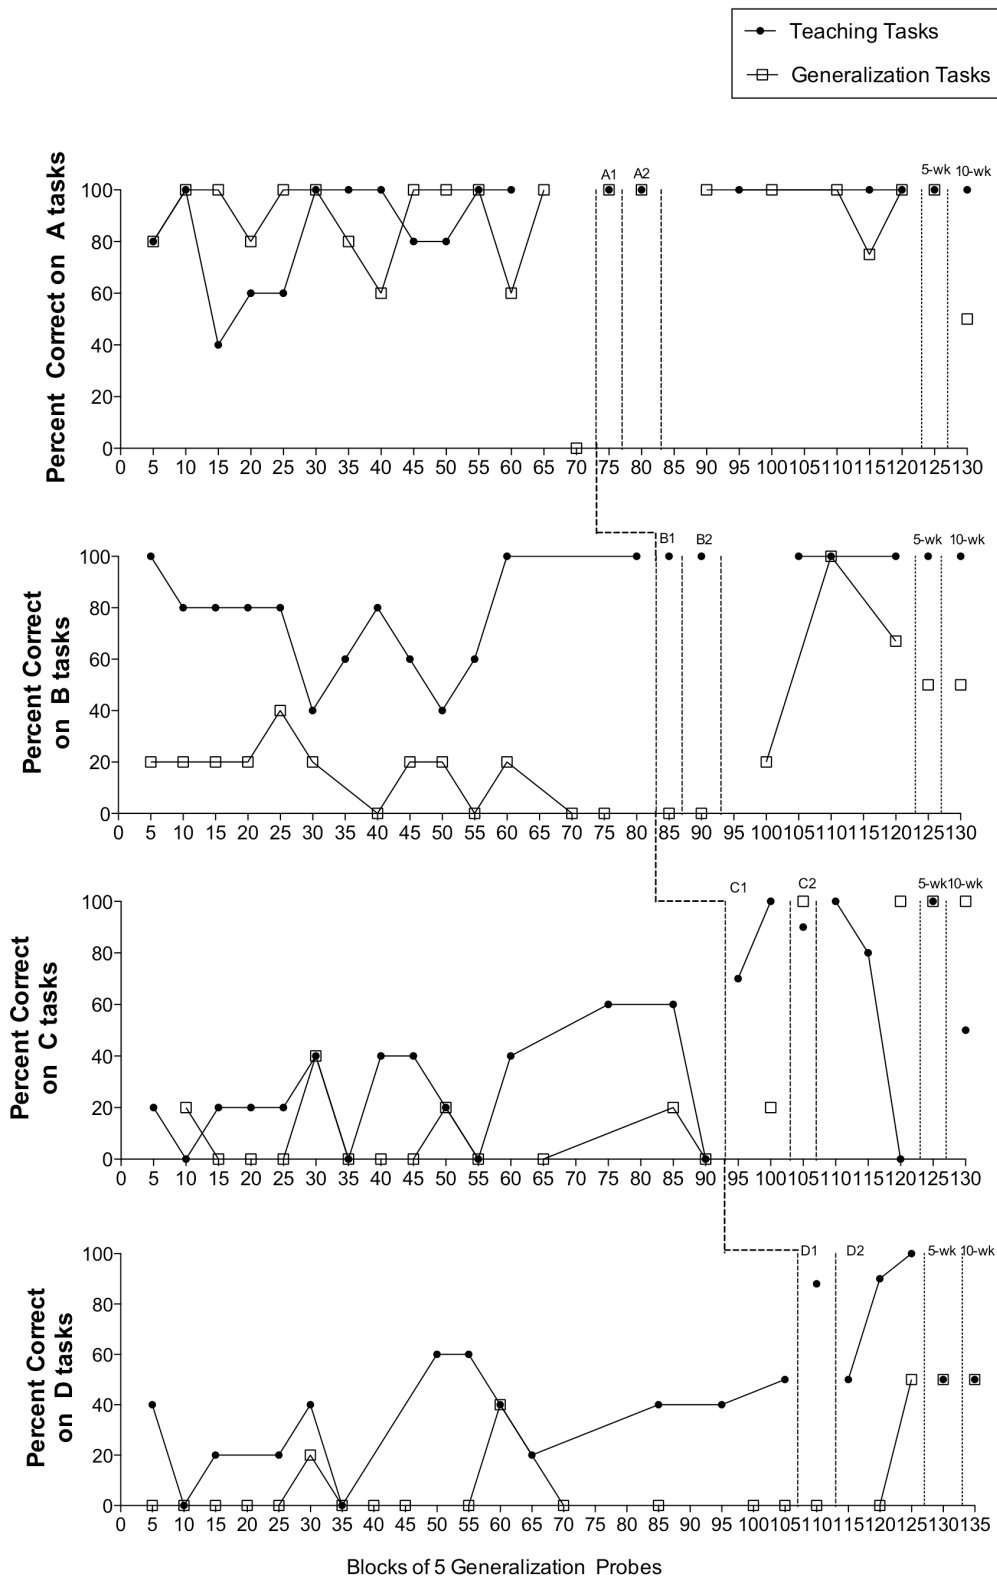 Teaching Tasks
Generalization Tasks
Percent Correct on A tasks
A1 A2 5-wk 10-wk
100
80
60
40
20
0
0 5 10 15 20 25 30 35 40 45 50 55 60 65 70 75 80 85 90 95 100 105 110 115 120 125 130
Percent Correct
on B tasks
B1 B2 5-wk 10-wk
100
80
60
40
20
0
0 5 10 15 20 25 30 35 40 45 50 55 60 65 70 75 80 85 90 95 100 105 110 115 120 125 130
Percent Correct
on C tasks
C1 C2 5-wk 10-wk
100
80
60
40
20
0
0 5 10 15 20 25 30 35 40 45 50 55 60 65 70 75 80 85 90 95 100 105 110 115 120 125 130
Percent Correct
on D tasks
D1 D2 5-wk 10-wk
100
80
60
40
20
0
0 5 10 15 20 25 30 35 40 45 50 55 60 65 70 75 80 85 90 95 100 105 110 115 120 125 130 135
Blocks of 5 Generalization Probes